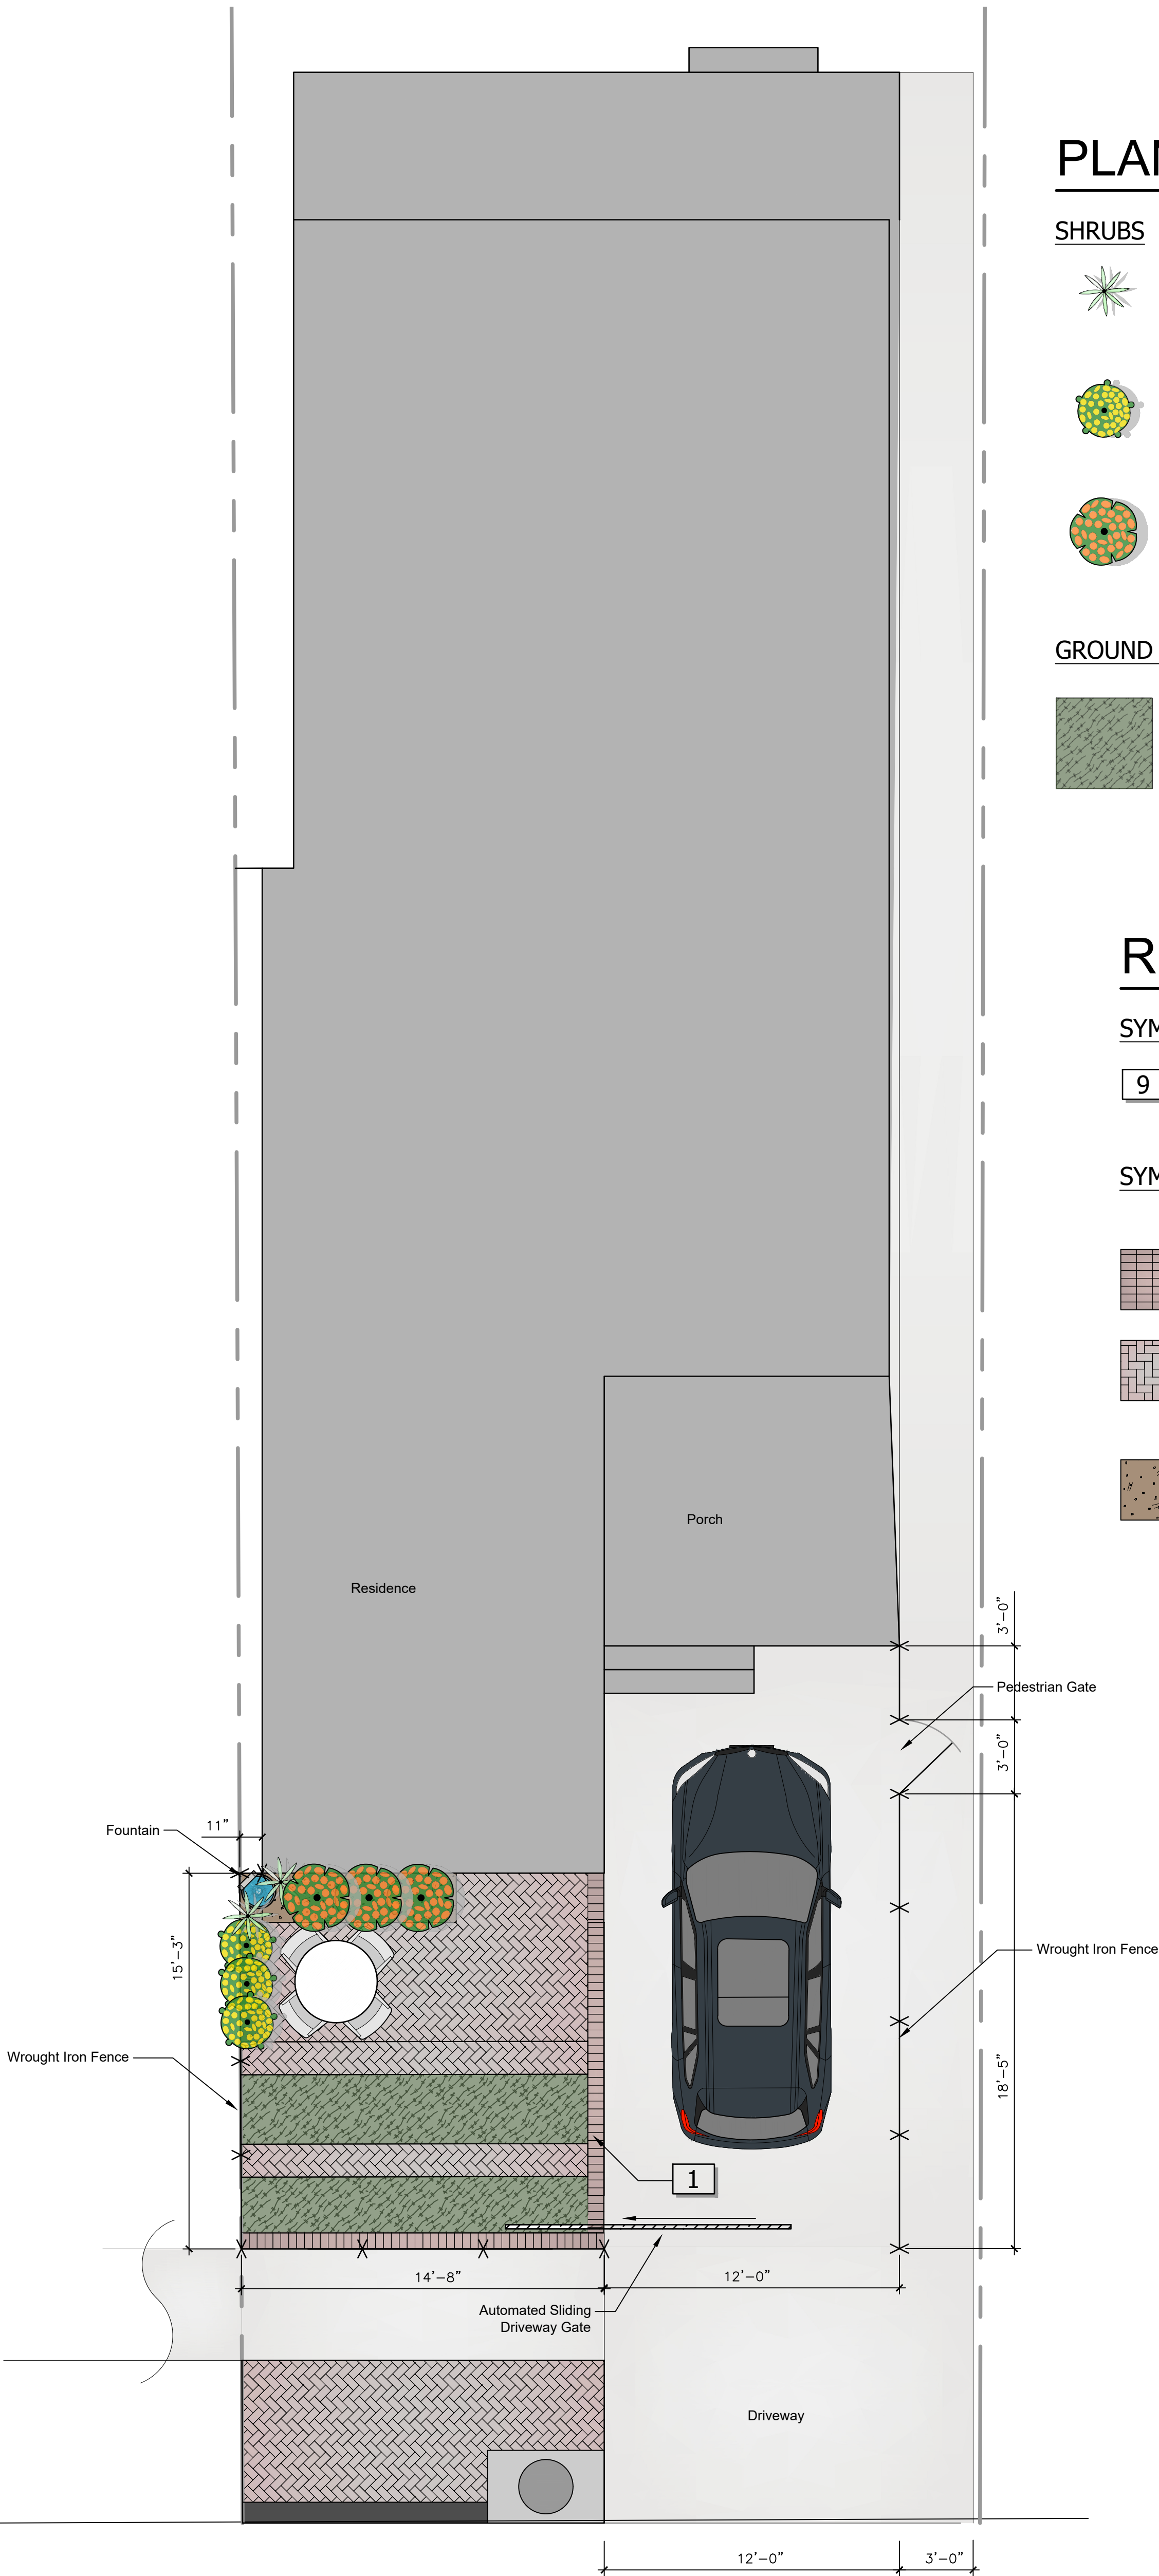 PLAN
SHRUBS
GROUND
R
SYM
9
SYM
Porch
Residence
3'-0"
Pedestrian Gate
3'-0"
11"
Fountain
15'-3"
Wrought Iron Fence
Wrought Iron Fence
18'-5"
1
14'-8"
12'-0"
Automated Sliding
Driveway Gate
Driveway
12'-0"
3'-0"